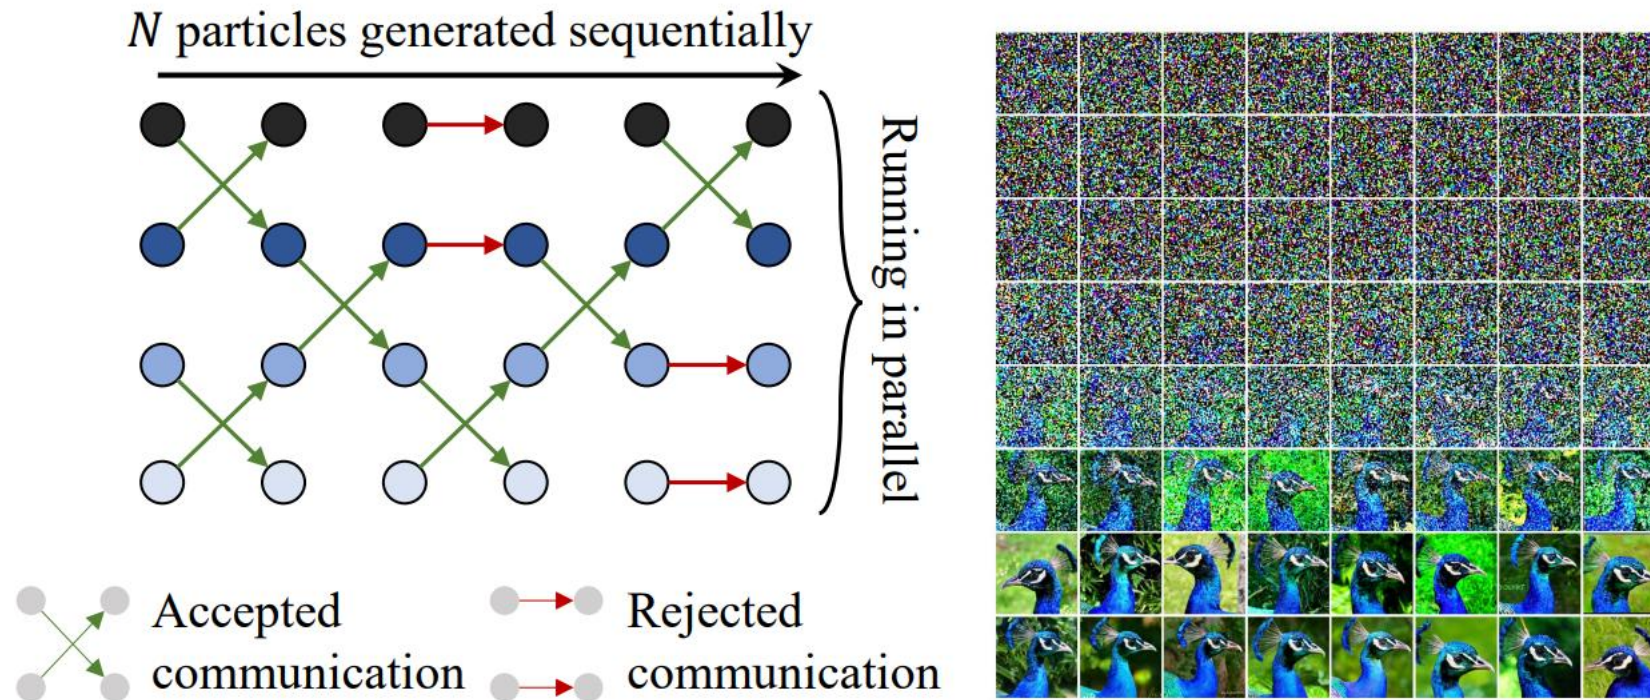 N particles generated sequentially
Running in parallel
Accepted
communication
Rejected
communication